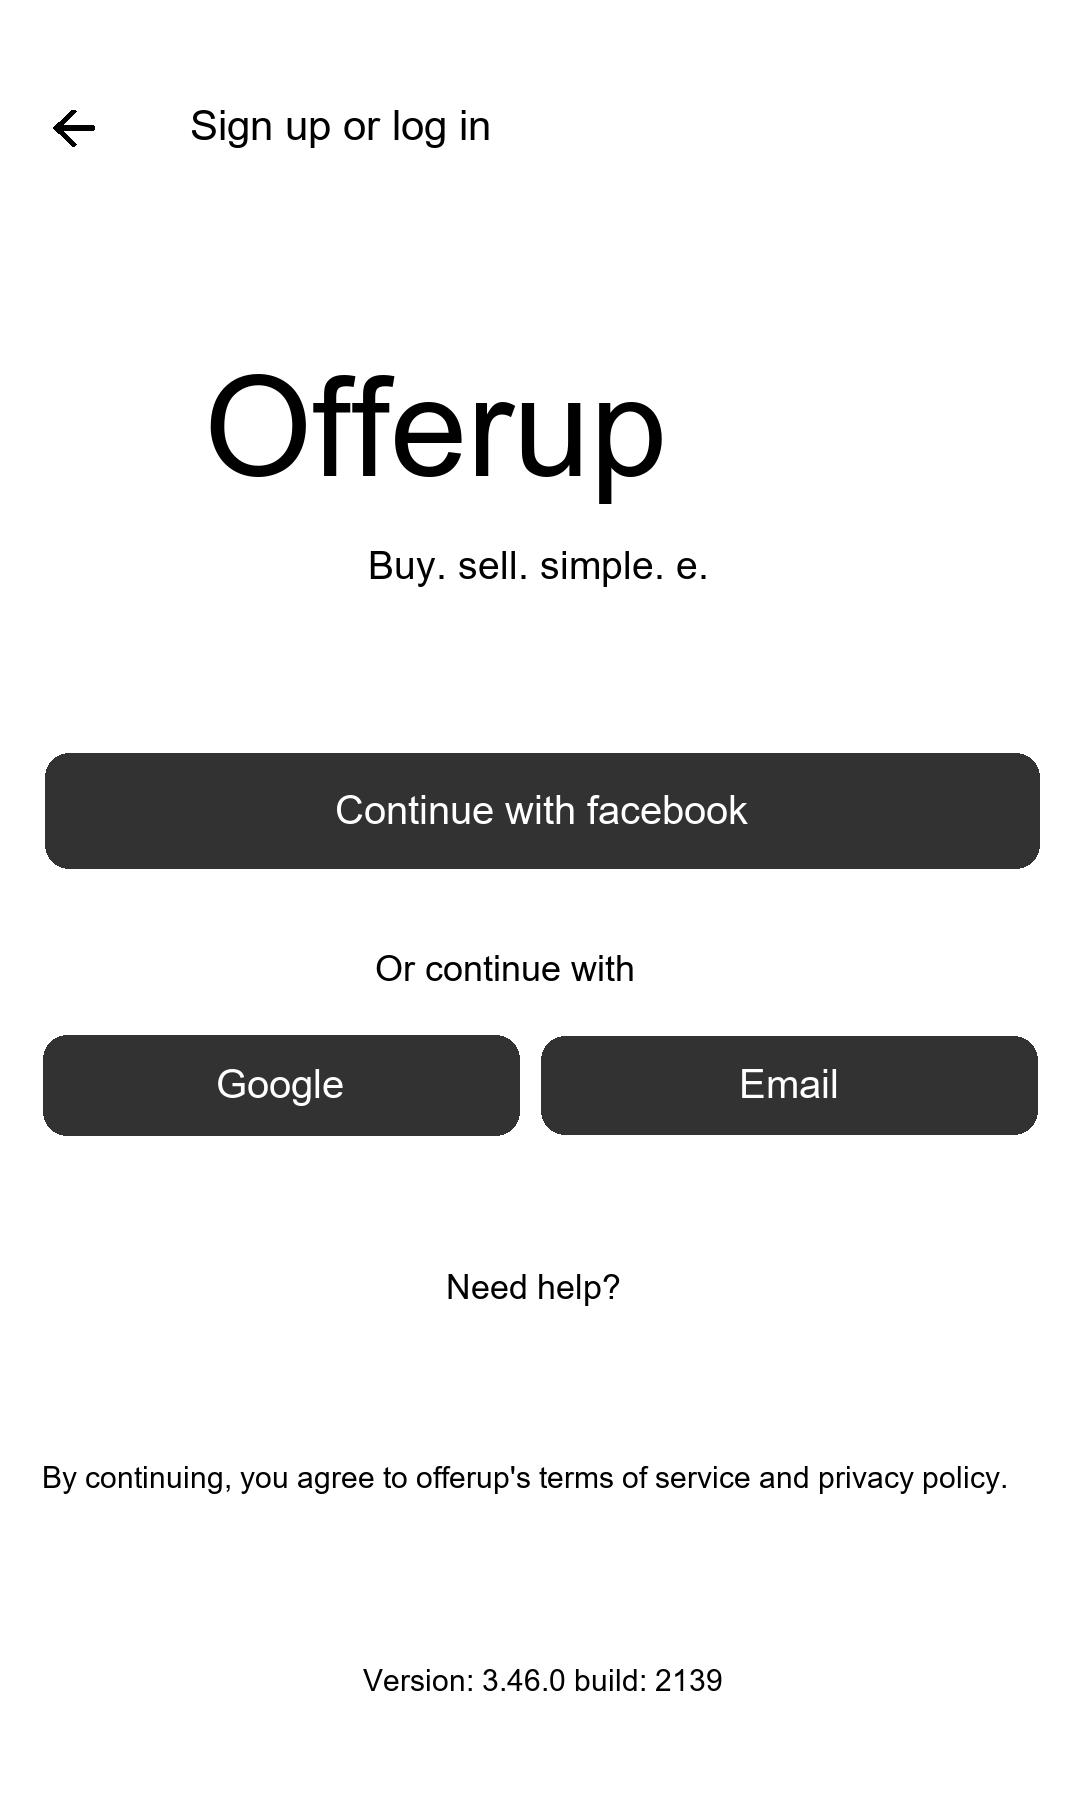 Sign up or log in
Offerup
Buy. sell. simple. e.
Continue with facebook
Or continue with
Google
Email
Need help?
By continuing, you agree to offerup's terms of service and privacy policy.
Version: 3.46.0 build: 2139